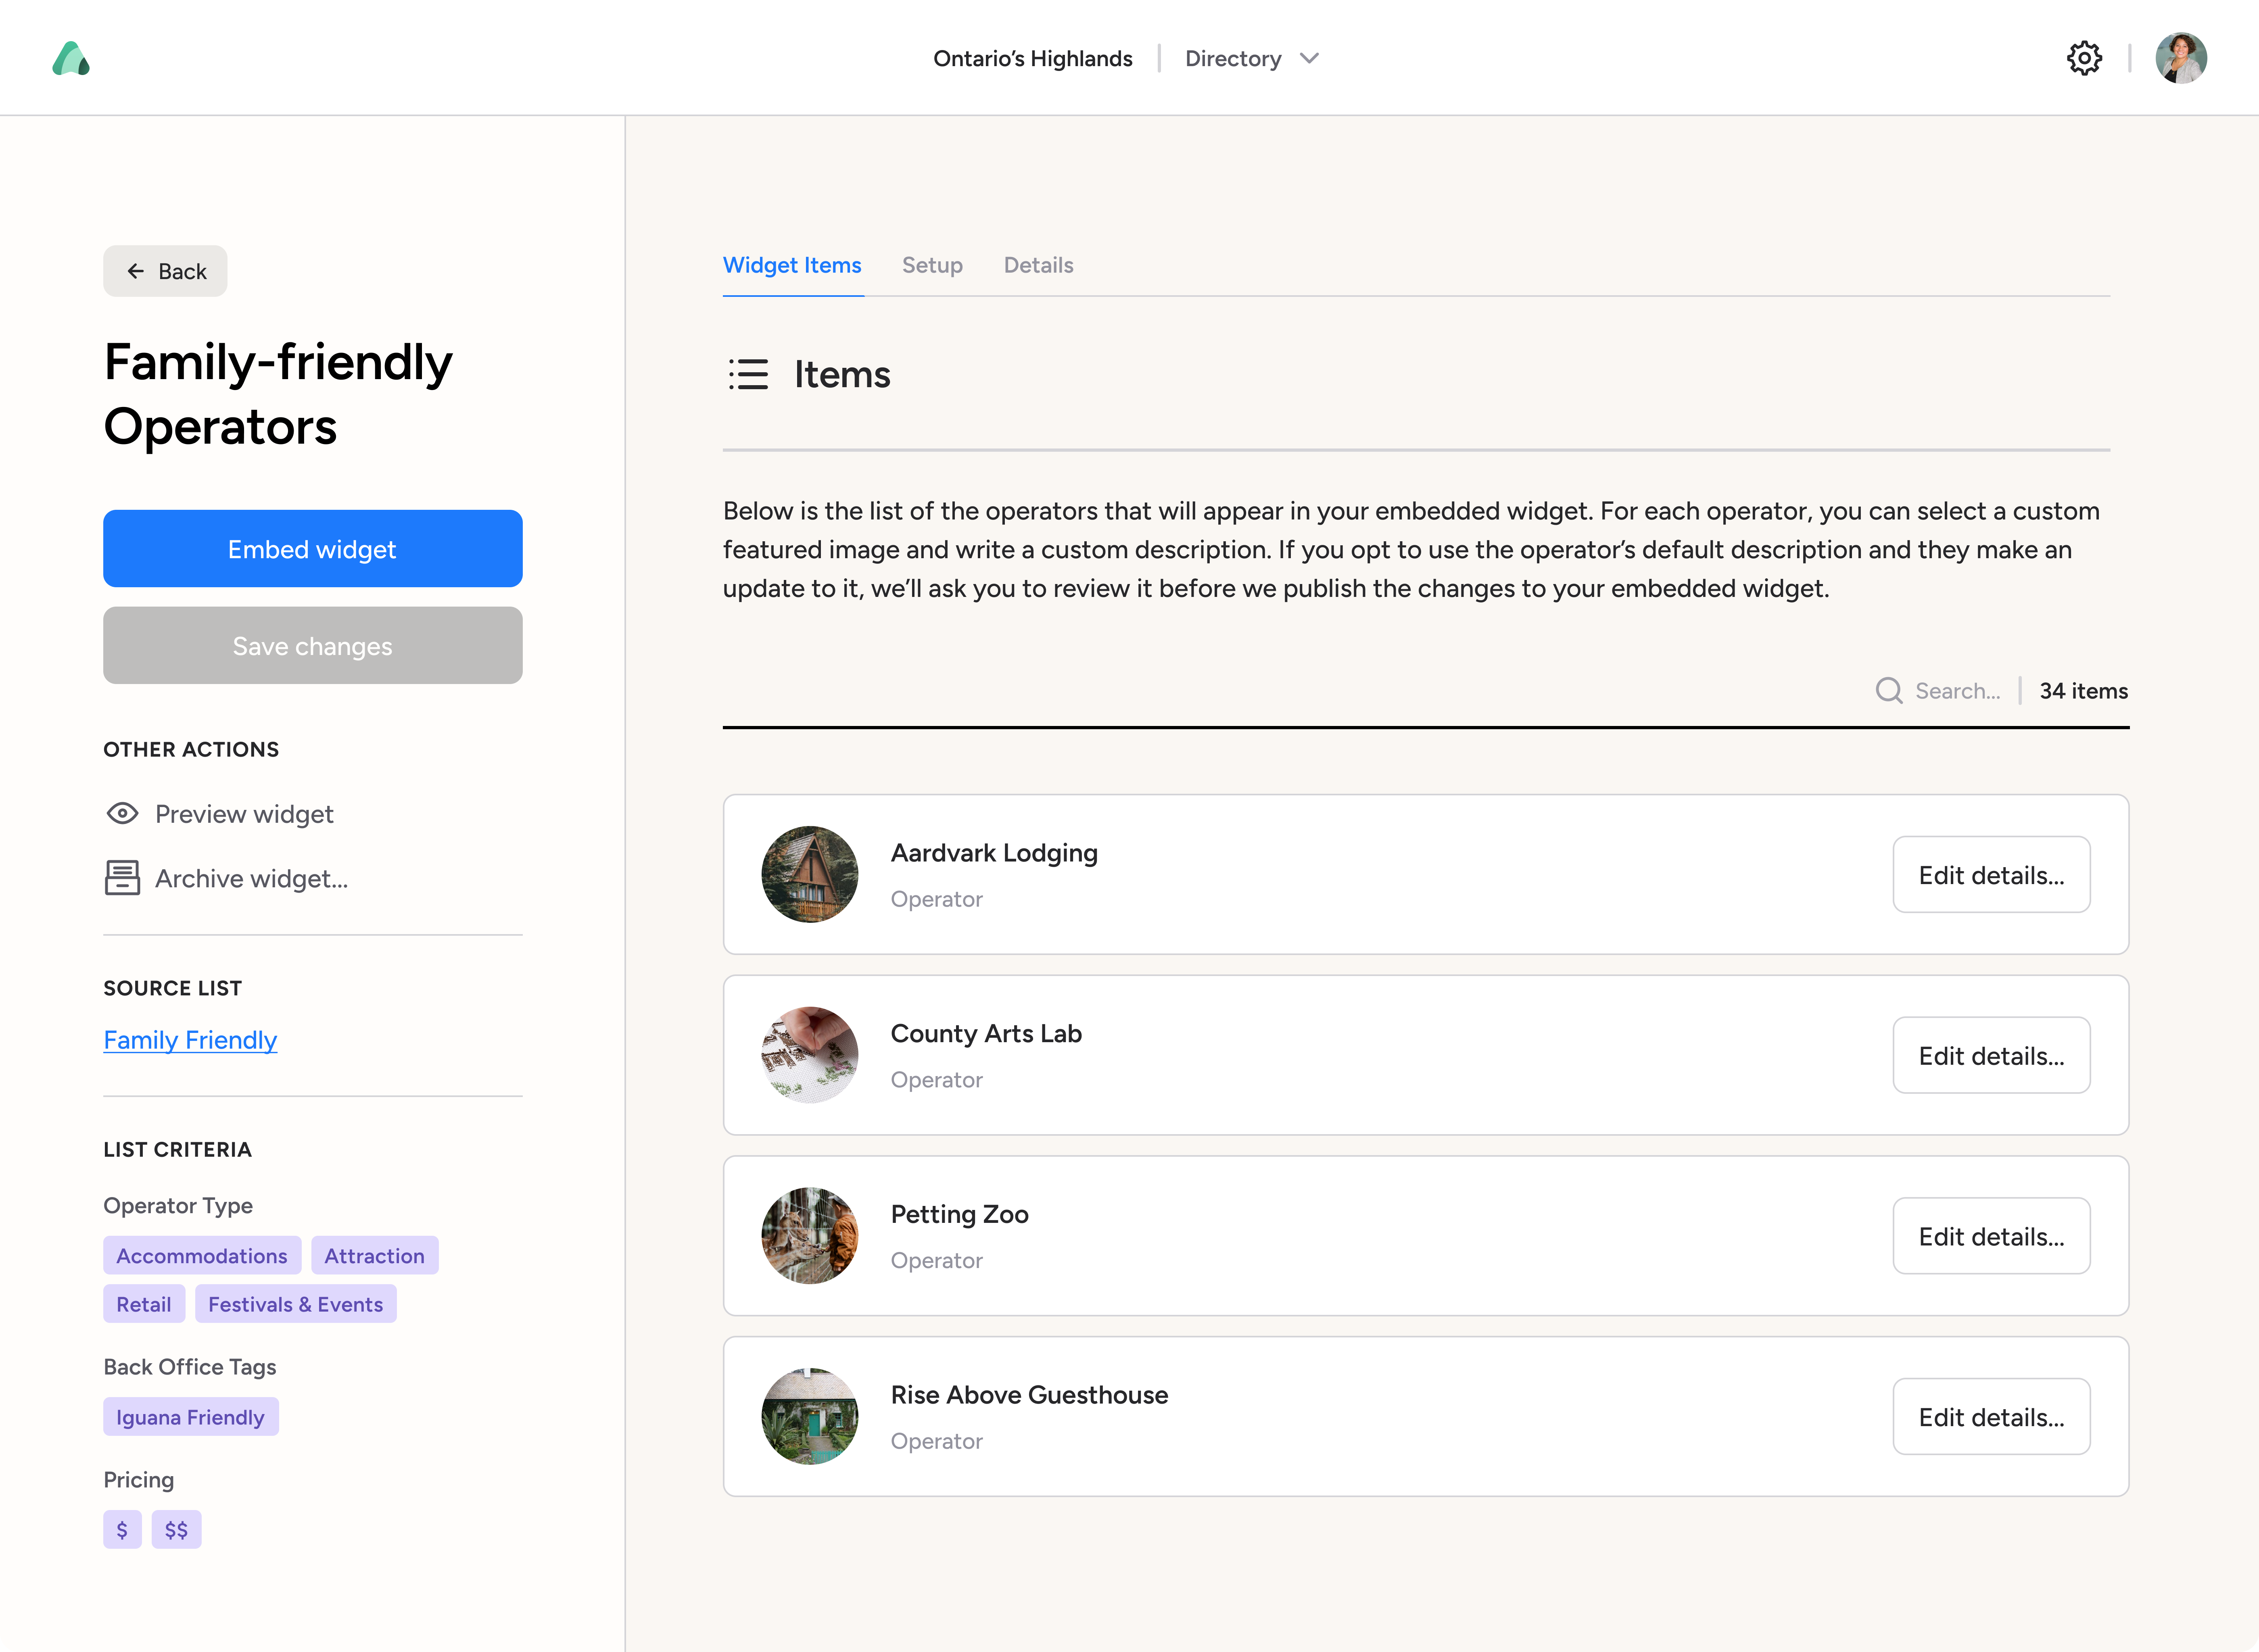 Ontario’s Highlands
Directory
Back
Family-friendly
Operators
Embed widget
Save changes
OTHER ACTIONS
Preview widget
Archive widget...
SOURCE LIST
Family Friendly
LIST CRITERIA
Operator Type
Accommodations Attraction
Retail Festivals & Events
Back Office Tags
Iguana Friendly
Pricing
$ $$
Widget Items Setup Details
Items
Below is the list of the operators that will appear in your embedded widget. For each operator, you can select a custom
featured image and write a custom description. If you opt to use the operator’s default description and they make an
update to it, we’ll ask you to review it before we publish the changes to your embedded widget.
Search... 34 items
Aardvark Lodging
Operator
Edit details...
County Arts Lab
Operator
Edit details...
Petting Zoo
Operator
Edit details...
Rise Above Guesthouse
Operator
Edit details...